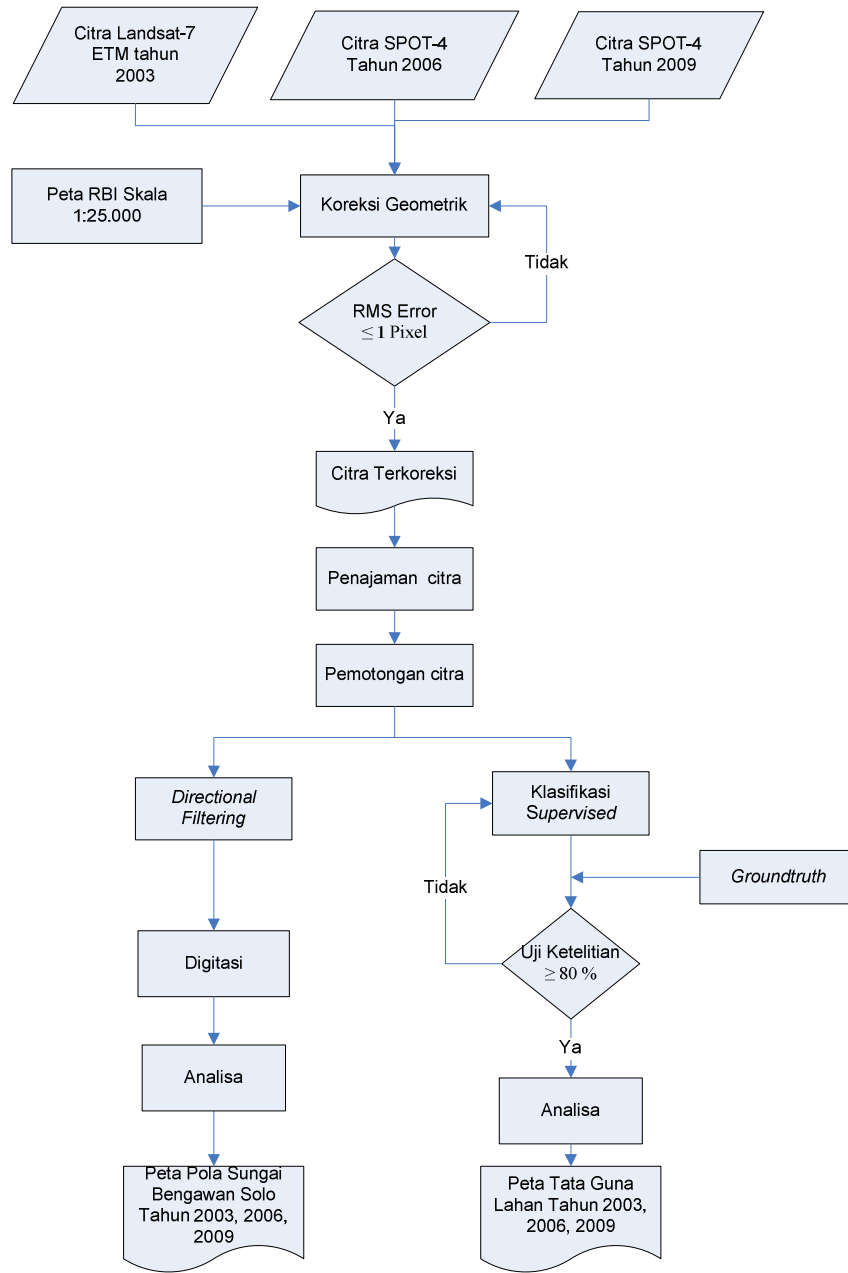 Citra Landsat-7
ETM tahun
2003
Citra SPOT-4
Tahun 2006
Citra SPOT-4
Tahun 2009
Peta RBI Skala
1:25.000
Koreksi Geometrik
Tidak
RMS Error
≤ 1 Pixel
Ya
Citra Terkoreksi
Penajaman citra
Pemotongan citra
Directional
Filtering
Klasifikasi
Supervised
Tidak
Groundtruth
Digitasi
Uji Ketelitian
≥ 80 %
Ya
Analisa
Analisa
Peta Pola Sungai
Bengawan Solo
Tahun 2003, 2006,
2009
Peta Tata Guna
Lahan Tahun 2003,
2006, 2009